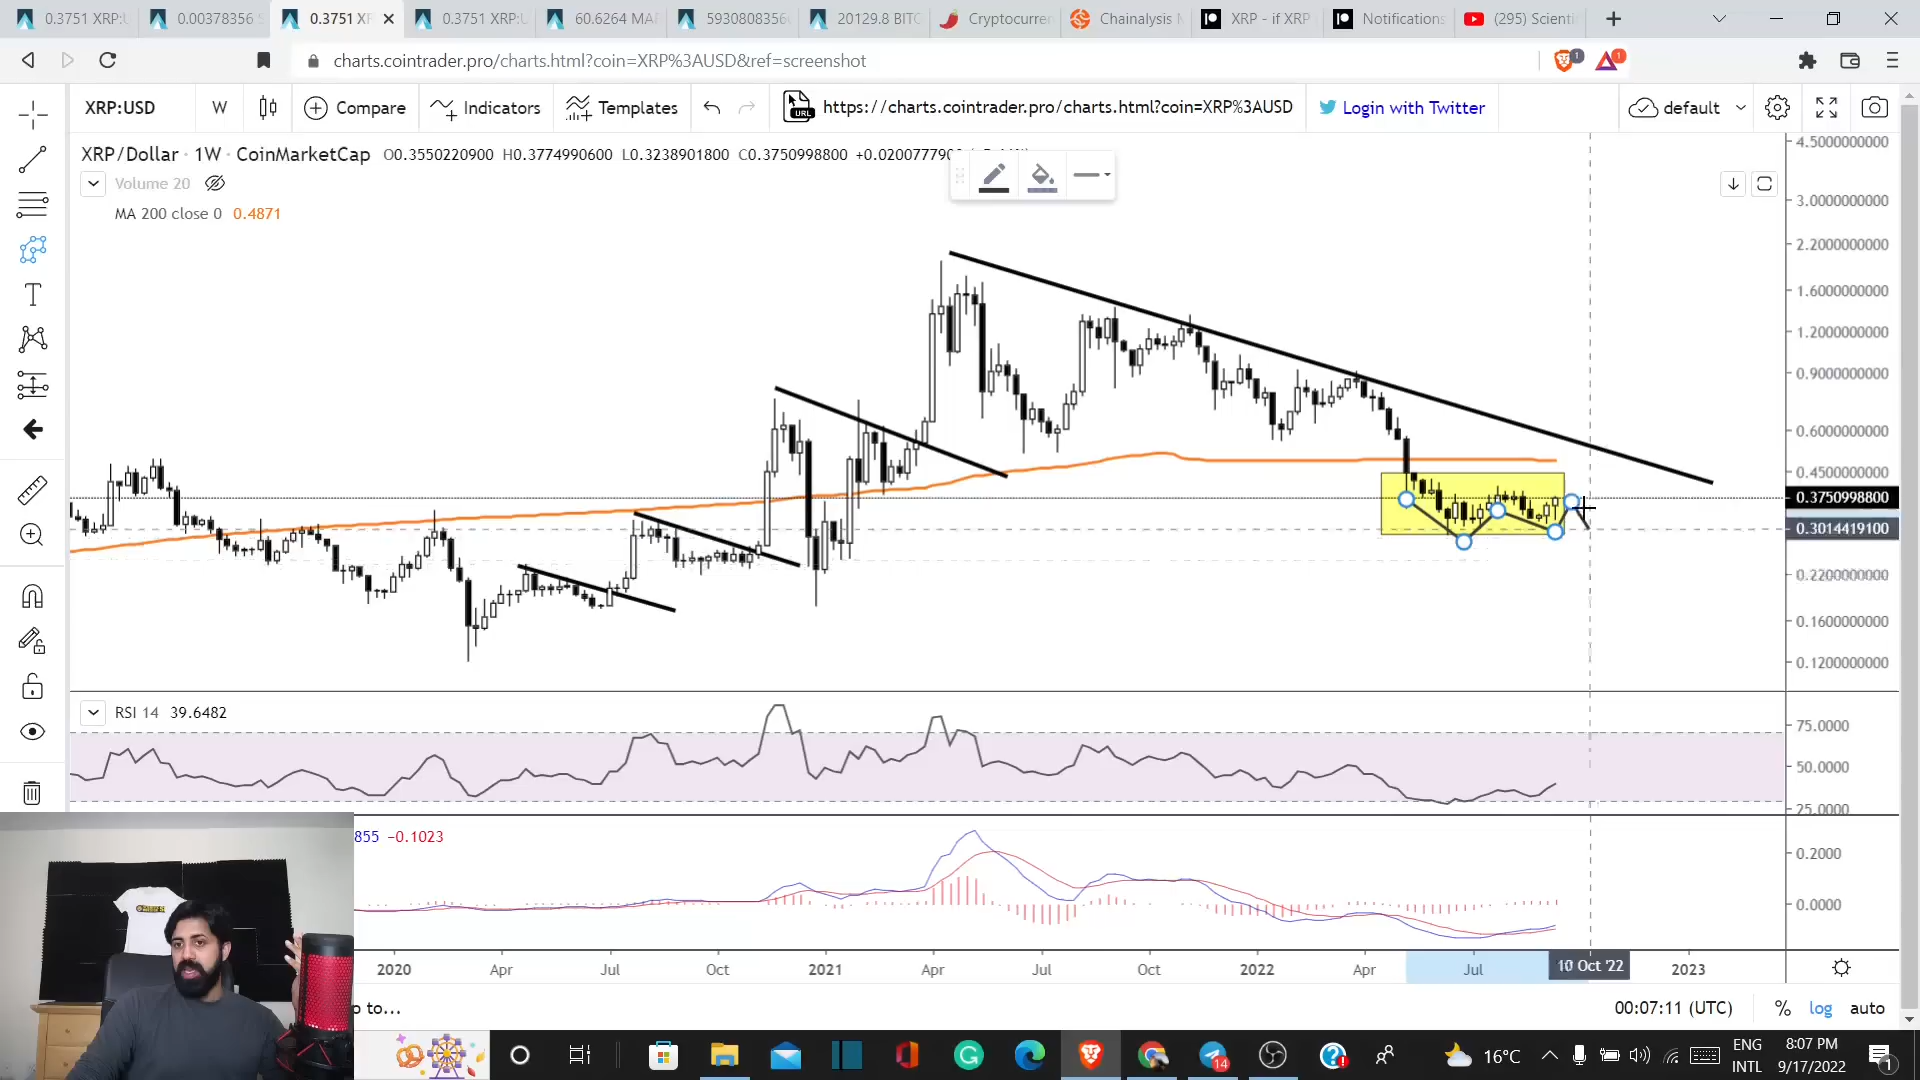 0.3751 XRP:U
0.00378356 S
0.3751 XF
0.3751 XRP:U
60.6264 MA
5930808356
20129.8 BITC
Cryptocurre
Chainalysis M
XRP - if XRP
Notifications
(295) Scienti
charts.cointrader.pro/charts.html?coin=XRP%3AUSD&ref=screenshot
1
1
XRP:USD
W
Compare
Indicators
Templates
URL
https://charts.cointrader.pro/charts.html?coin=XRP%3AUSD
Login with Twitter
default
XRP/Dollar · 1W · CoinMarketCap O0.3550220900 H0.3774990600 L0.3238901800 C0.3750998800
Volume 20
MA 200 close 0 0.4871
4.5000000000
3.0000000000
2.2000000000
1.6000000000
1.2000000000
0.9000000000
0.6000000000
0.4500000000
0.3750998800
0.3014419100
0.2200000000
0.1600000000
0.1200000000
RSI 14 39.6482
75.0000
50.0000
25.0000
855 −0.1023
0.2000
0.0000
2020 Apr Jul Oct 2021 Apr Jul Oct 2022 Apr Jul 10 Oct '22 2023
o to...
00:07:11 (UTC) % log auto
14
16°C
ENG
INTL
8:07 PM
9/17/2022
1